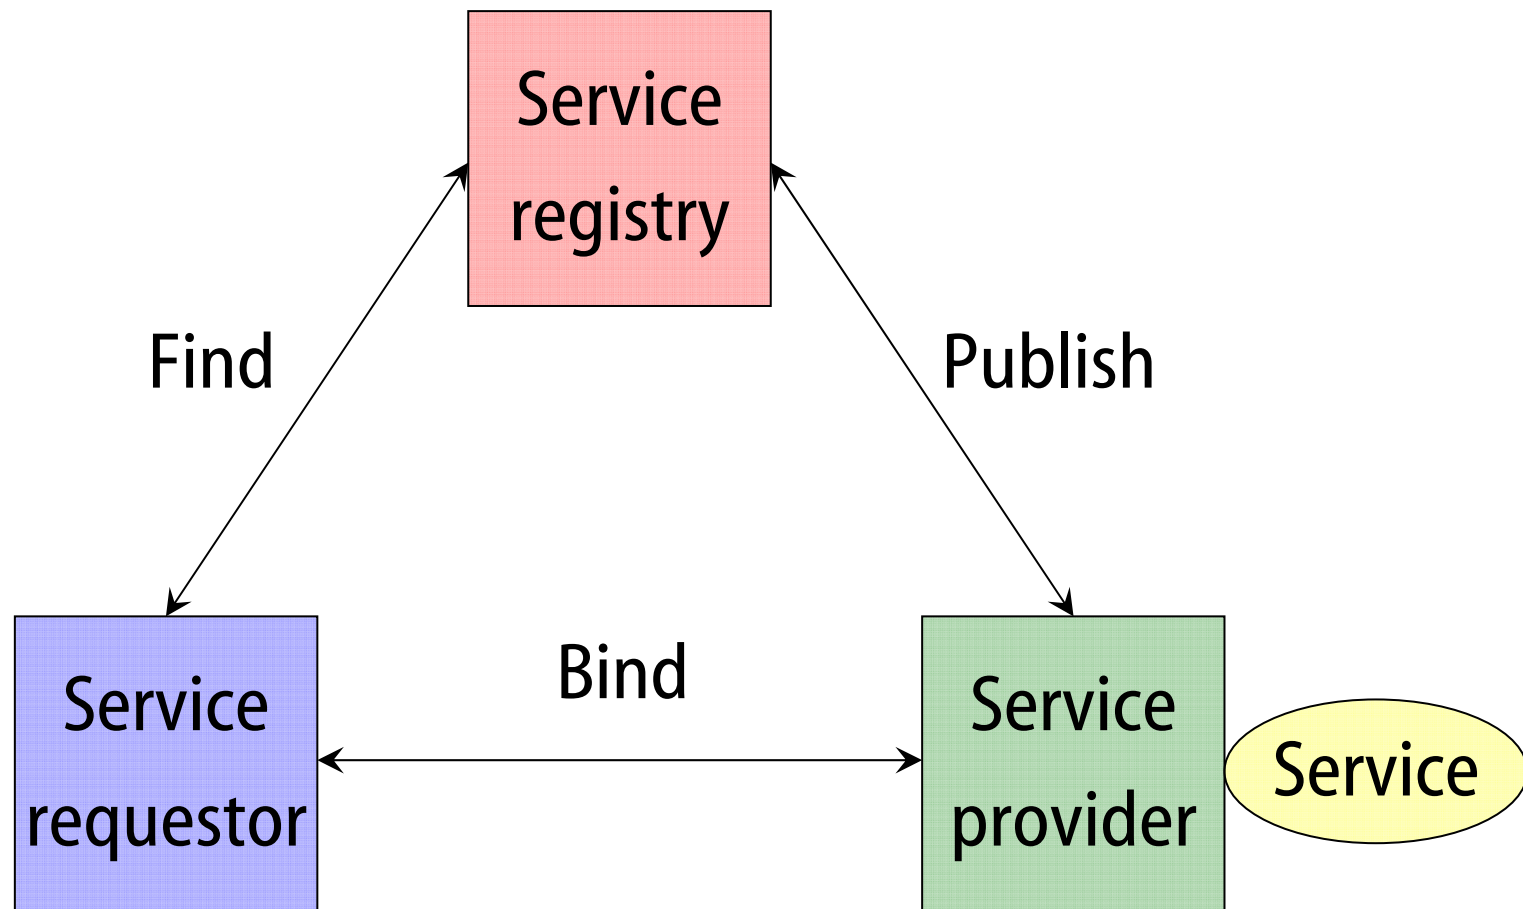 Service
registry
Find
Publish
Bind
Service
requestor
Service
provider
Service